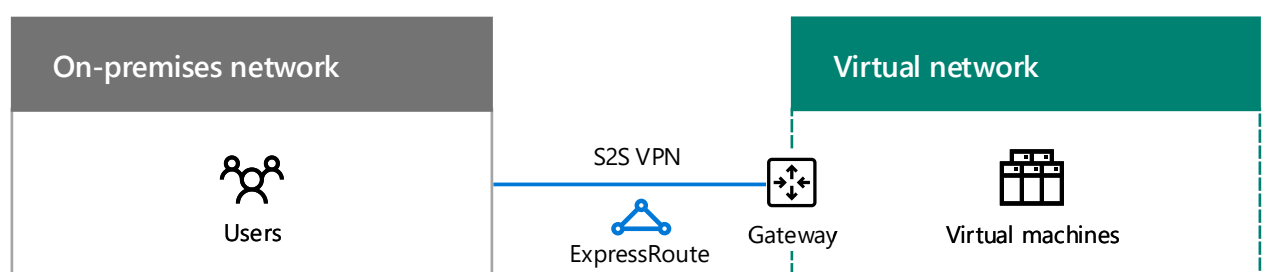 On-premises network
Virtual network
S2S VPN
Users
ExpressRoute
Gateway
Virtual machines